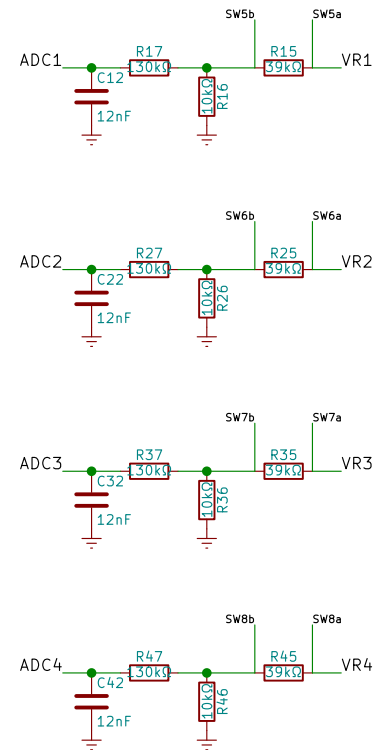 SW5b SW5a
ADC1 R17 R15 VR1
130kΩ 39kΩ
C12 10kΩ R16
12nF
SW6b SW6a
ADC2 R27 R25 VR2
130kΩ 39kΩ
C22 10kΩ R26
12nF
SW7b SW7a
ADC3 R37 R35 VR3
130kΩ 39kΩ
C32 10kΩ R36
12nF
SW8b SW8a
ADC4 R47 R45 VR4
130kΩ 39kΩ
C42 10kΩ R46
12nF